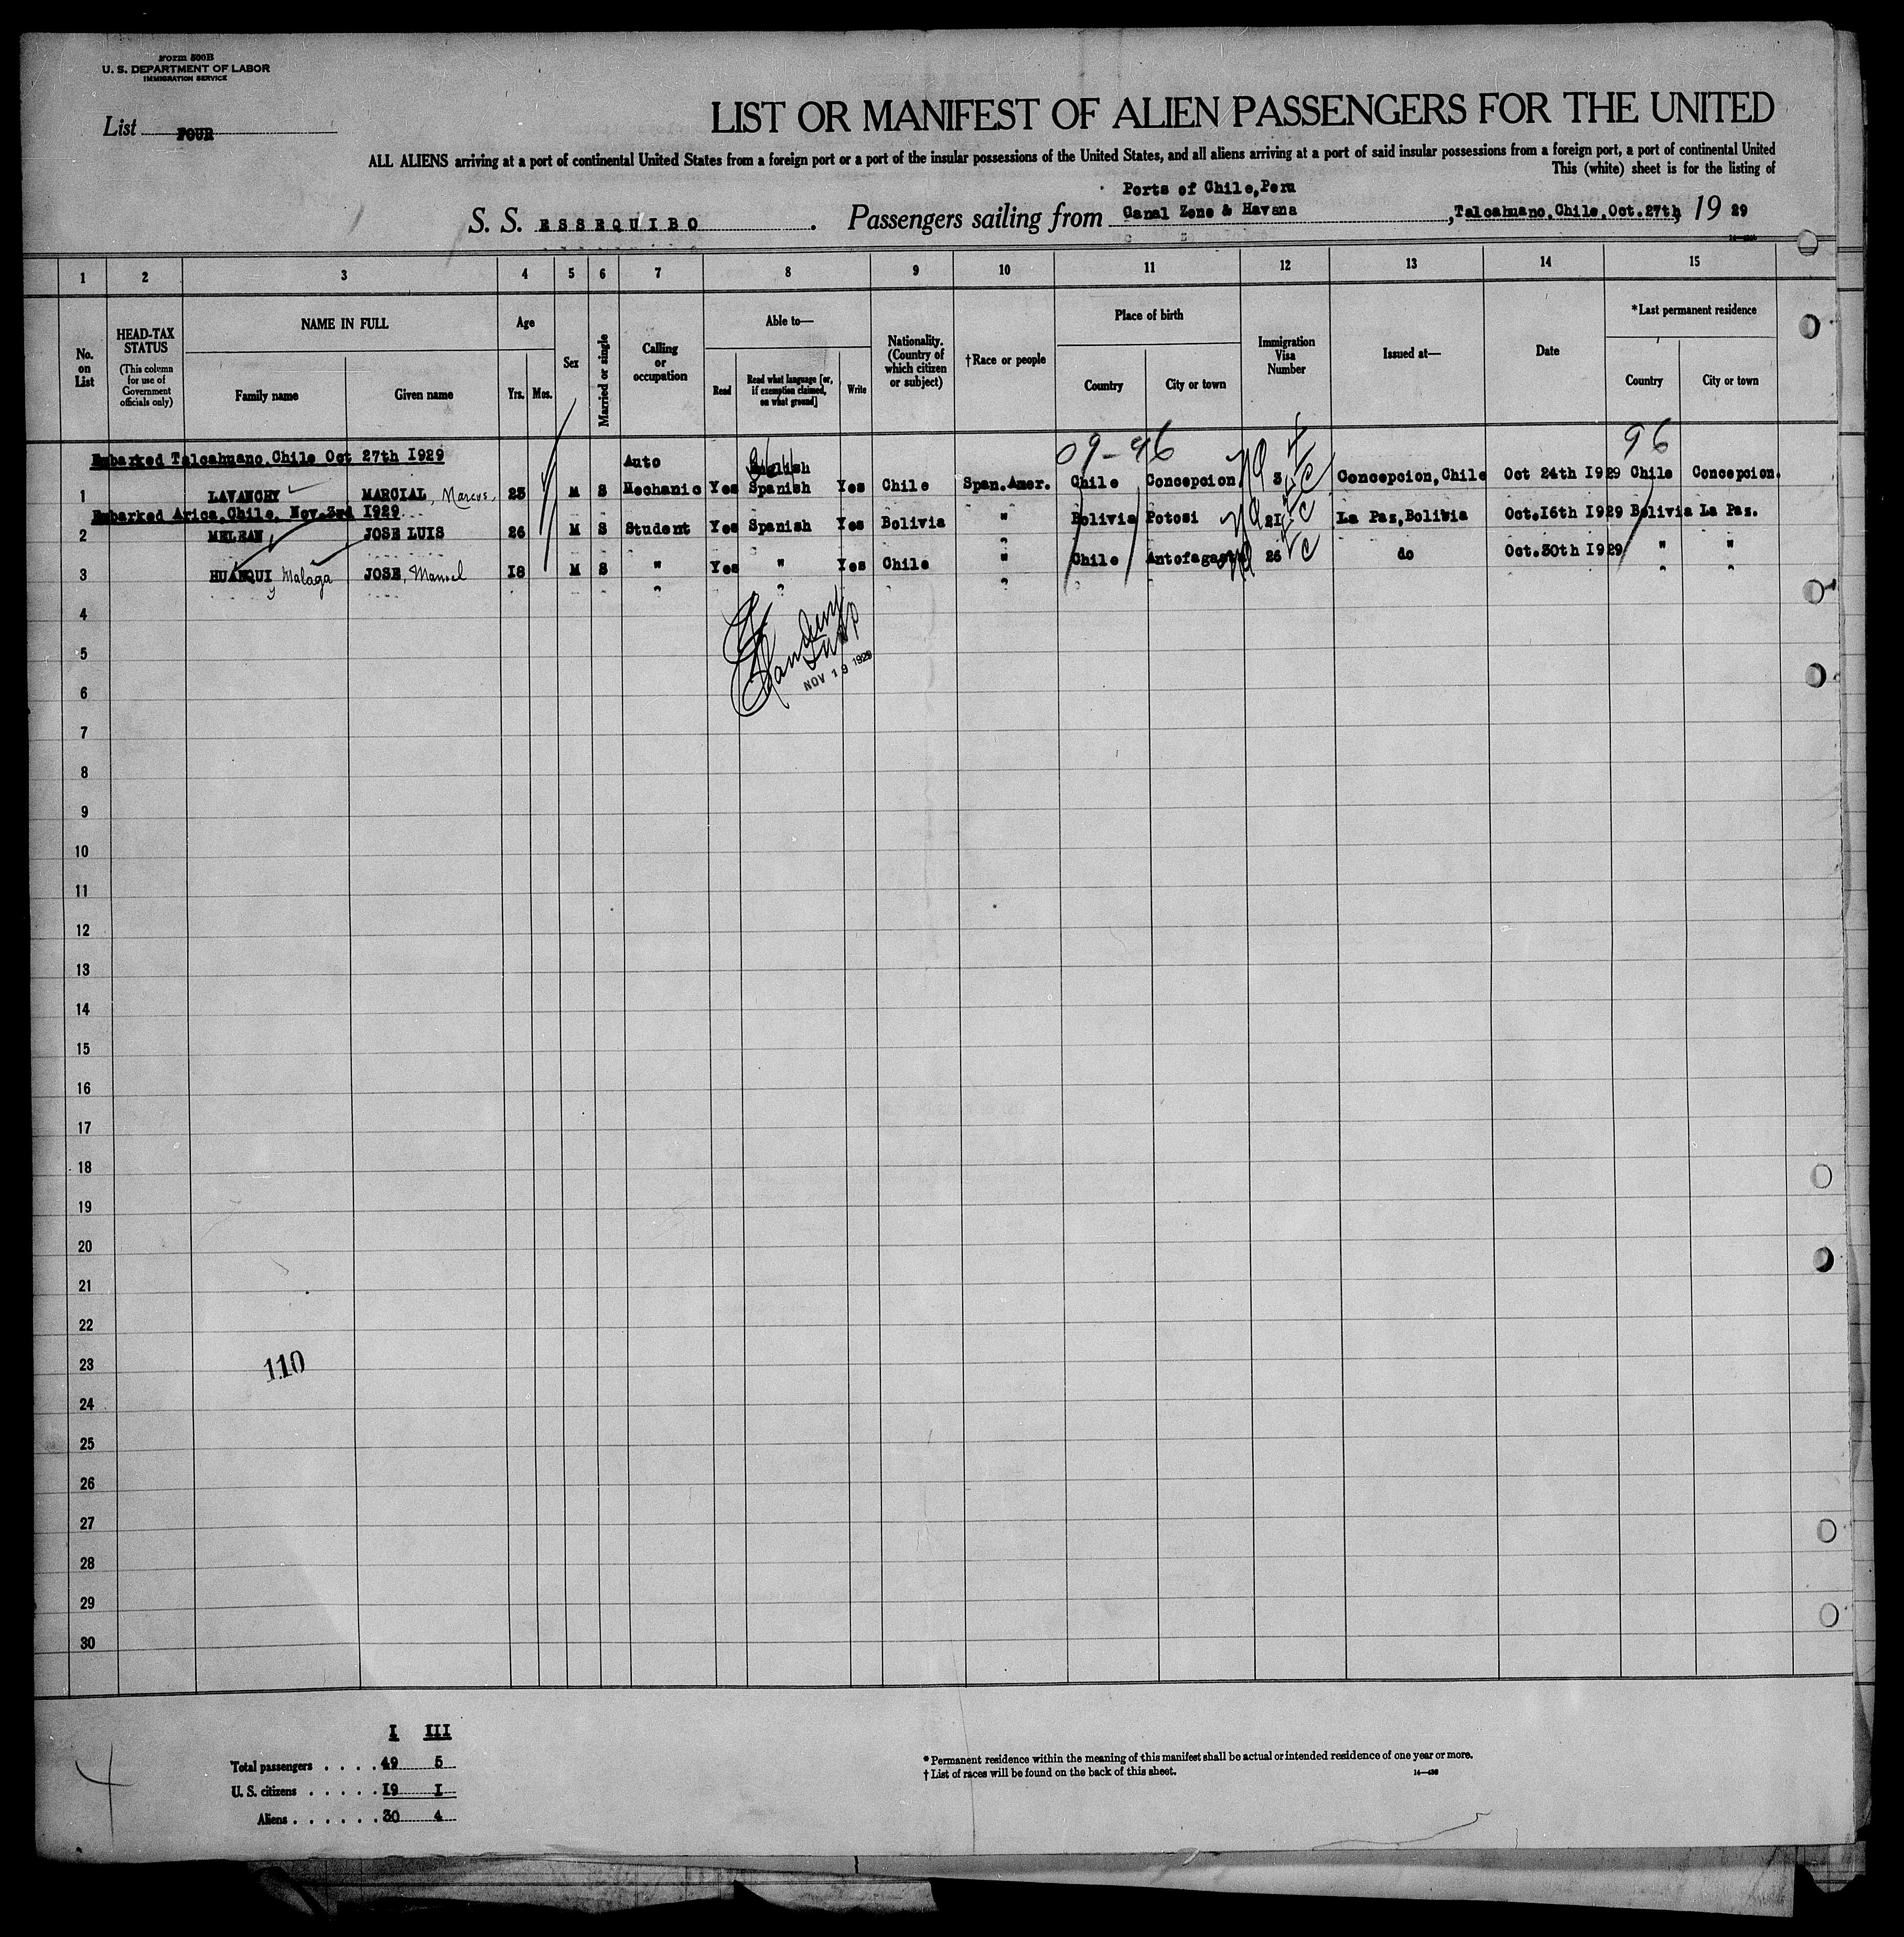 Form 500B
U. S. DEPARTMENT OF LABOR
IMMIGRATION SERVICE
List FOUR
LIST OR MANIFEST OF ALIEN PASSENGERS FOR THE UNITED
ALL ALIENS arriving at a port of continental United States from a foreign port or a port of the insular possessions of the United States, and all aliens arriving at a port of said insular possessions from a foreign port, a port of continental United
This (white) sheet is for the listing of
Ports of Chile, Peru
S. S. ESSEQUIBO . Passengers sailing from Canal Zone & Havana , Talcahuano, Chile, Oct. 27th, 19 29
1 2 3 4 5 6 7 8 9 10 11 12 13 14 15
No. on List
HEAD-TAX STATUS
(This column for use of Government officials only)
NAME IN FULL
Family name Given name
Age
Yrs. Mos.
Sex
Married or single
Calling or occupation
Able to—
Read
Read what language [or, if exemption claimed, on what ground]
Write
Nationality. (Country of which citizen or subject)
†Race or people
Place of birth
Country City or town
Immigration Visa Number
Issued at—
Date
*Last permanent residence
Country City or town
09-96 96
Embarked Talcahuano, Chile Oct 27th 1929 Auto English
1 LAVANCHY MARCIAL, Marcus, 25 M S Mechanic Yes Spanish Yes Chile Span. Amer. Chile Concepcion 3 Concepcion, Chile Oct 24th 1929 Chile Concepcion.
Embarked Arica, Chile, Nov. 3rd 1929
2 MELEAN, JOSE LUIS 26 M S Student Yes Spanish Yes Bolivia " Bolivia Potosi 21 La Paz, Bolivia Oct. 16th 1929 Bolivia La Paz.
3 HUANQUI y Malaga JOSE, Manuel 18 M S " Yes " Yes Chile " Chile Antofagasta 26 do Oct. 30th 1929 " "
4
5
NOV 19 1929
6
7
8
9
10
11
12
13
14
15
16
17
18
19
20
21
22
23
110
24
25
26
27
28
29
30
I III
Total passengers . . . . 49 5
U. S. citizens . . . . . 19 1
Aliens . . . . . . 30 4
* Permanent residence within the meaning of this manifest shall be actual or intended residence of one year or more.
† List of races will be found on the back of this sheet.